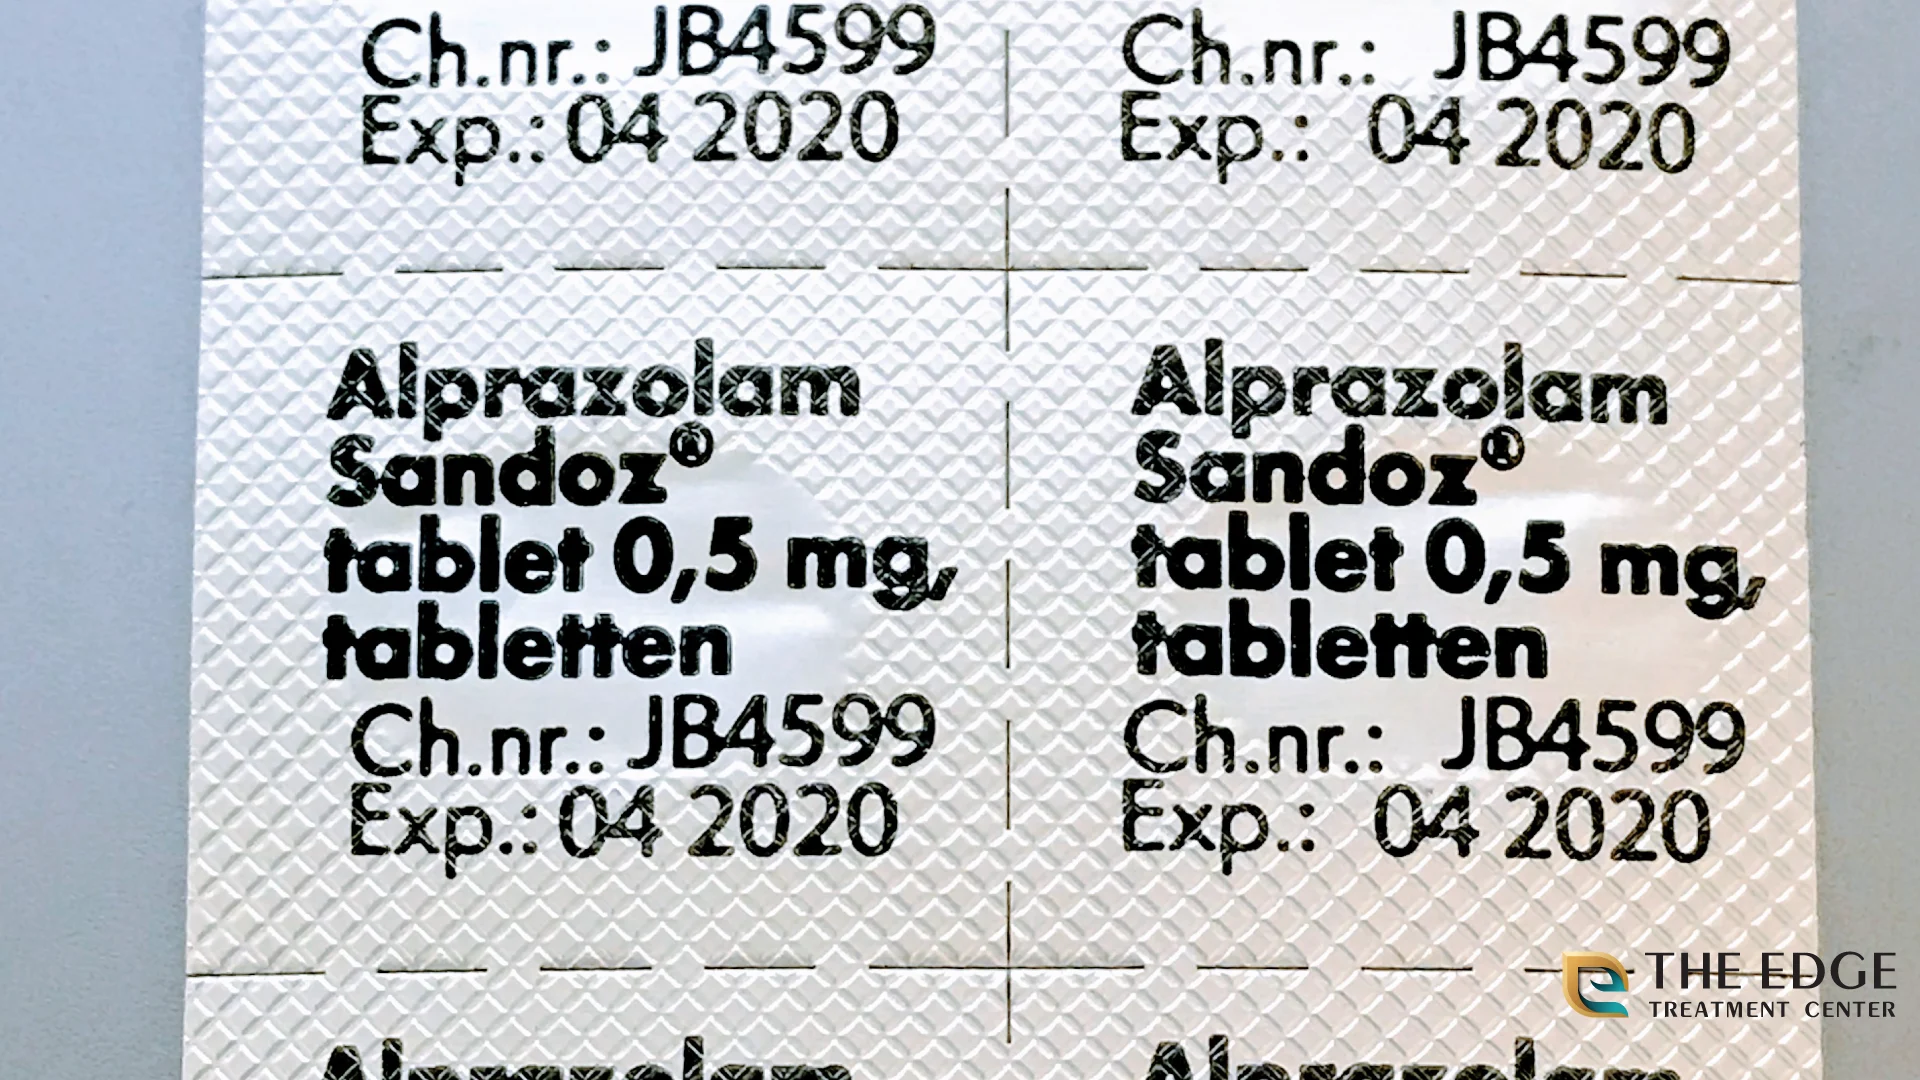 Ch.nr.: JB4599
Exp.: 04 2020
Ch.nr.: JB4599
Exp.: 04 2020
Alprazolam
Sandoz®
tablet 0,5 mg,
tabletten
Ch.nr.: JB4599
Exp.: 04 2020
Alprazolam
Sandoz®
tablet 0,5 mg,
tabletten
Ch.nr.: JB4599
Exp.: 04 2020
Alprazolam
Alprazolam
THE EDGE
TREATMENT CENTER